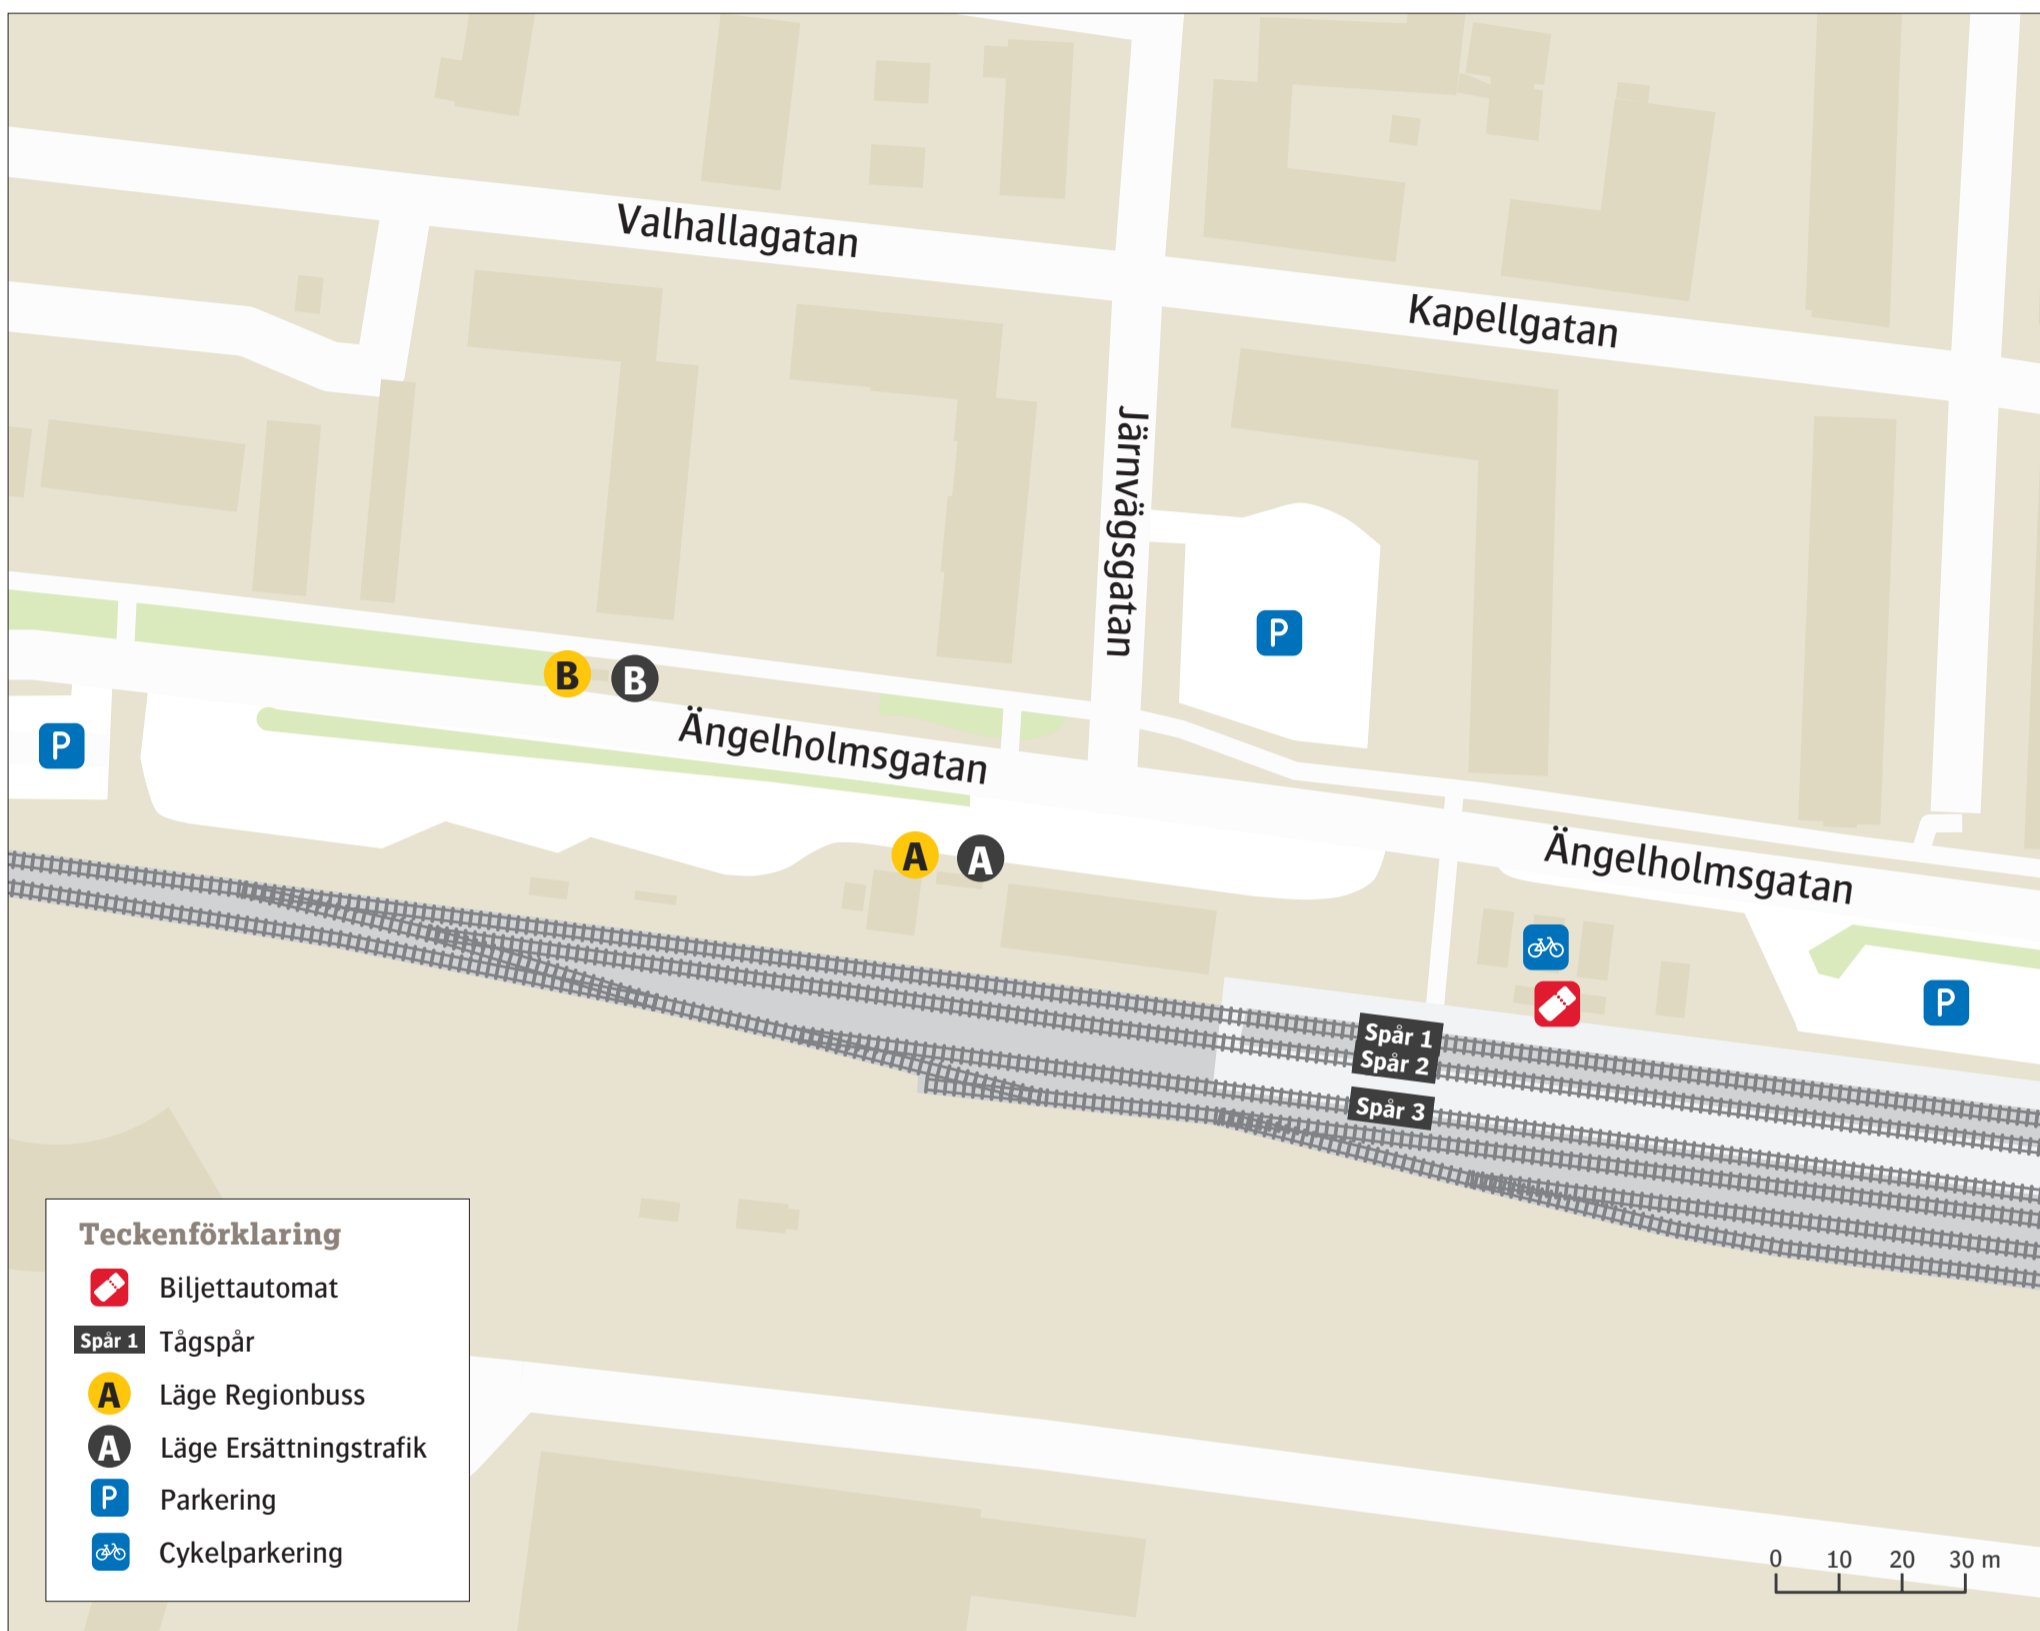 Valhallagatan
Kapellgatan
Järnvägsgatan
P
B
B
Ängelholmsgatan
P
A
A
Ängelholmsgatan
P
Spår 1
Spår 2
Spår 3
Teckenförklaring
Biljettautomat
Spår 1 Tågspår
A Läge Regionbuss
A Läge Ersättningstrafik
P Parkering
Cykelparkering
0 10 20 30 m